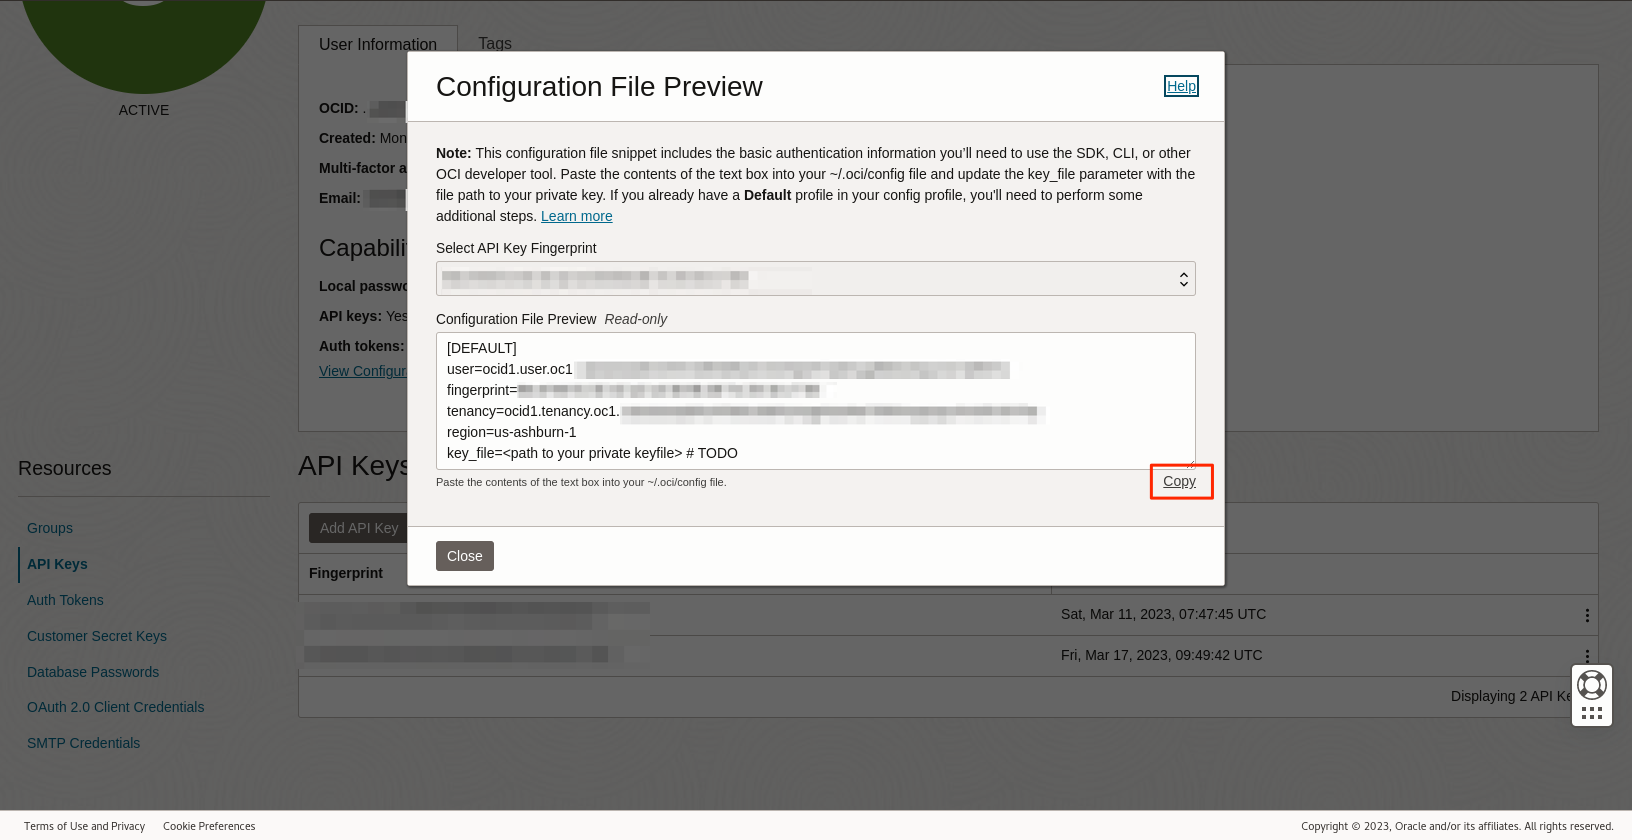 User Information
Tags
Configuration File Preview
Help
ACTIVE
OCID: .
Created: Mon
Multi-factor a
Email:
Note: This configuration file snippet includes the basic authentication information you'll need to use the SDK, CLI, or other
OCI developer tool. Paste the contents of the text box into your ~/.oci/config file and update the key_file parameter with the
file path to your private key. If you already have a Default profile in your config profile, you'll need to perform some
additional steps. Learn more
Select API Key Fingerprint
Capabilit
Local passwo
API keys: Yes
Auth tokens:
View Configur
Configuration File Preview Read-only
[DEFAULT]
user=ocid1.user.oc1
fingerprint=
tenancy=ocid1.tenancy.oc1.
region=us-ashburn-1
key_file=<path to your private keyfile> # TODO
Paste the contents of the text box into your ~/.oci/config file.
Copy
Close
Resources
Groups
API Keys
Auth Tokens
Customer Secret Keys
Database Passwords
OAuth 2.0 Client Credentials
SMTP Credentials
API Keys
Add API Key
Fingerprint
Sat, Mar 11, 2023, 07:47:45 UTC
Fri, Mar 17, 2023, 09:49:42 UTC
Displaying 2 API Ke
Terms of Use and Privacy
Cookie Preferences
Copyright © 2023, Oracle and/or its affiliates. All rights reserved.